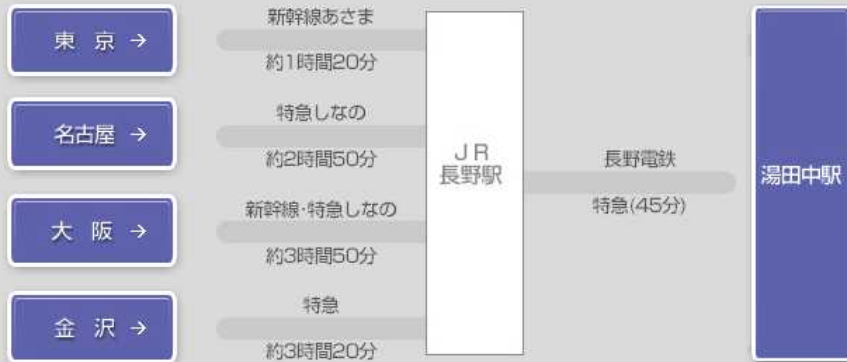 東京 →
新幹線あさま
約1時間20分
名古屋 →
特急しなの
約2時間50分
大阪 →
新幹線・特急しなの
約3時間50分
金沢 →
特急
約3時間20分
JR
長野駅
長野電鉄
特急(45分)
湯田中駅